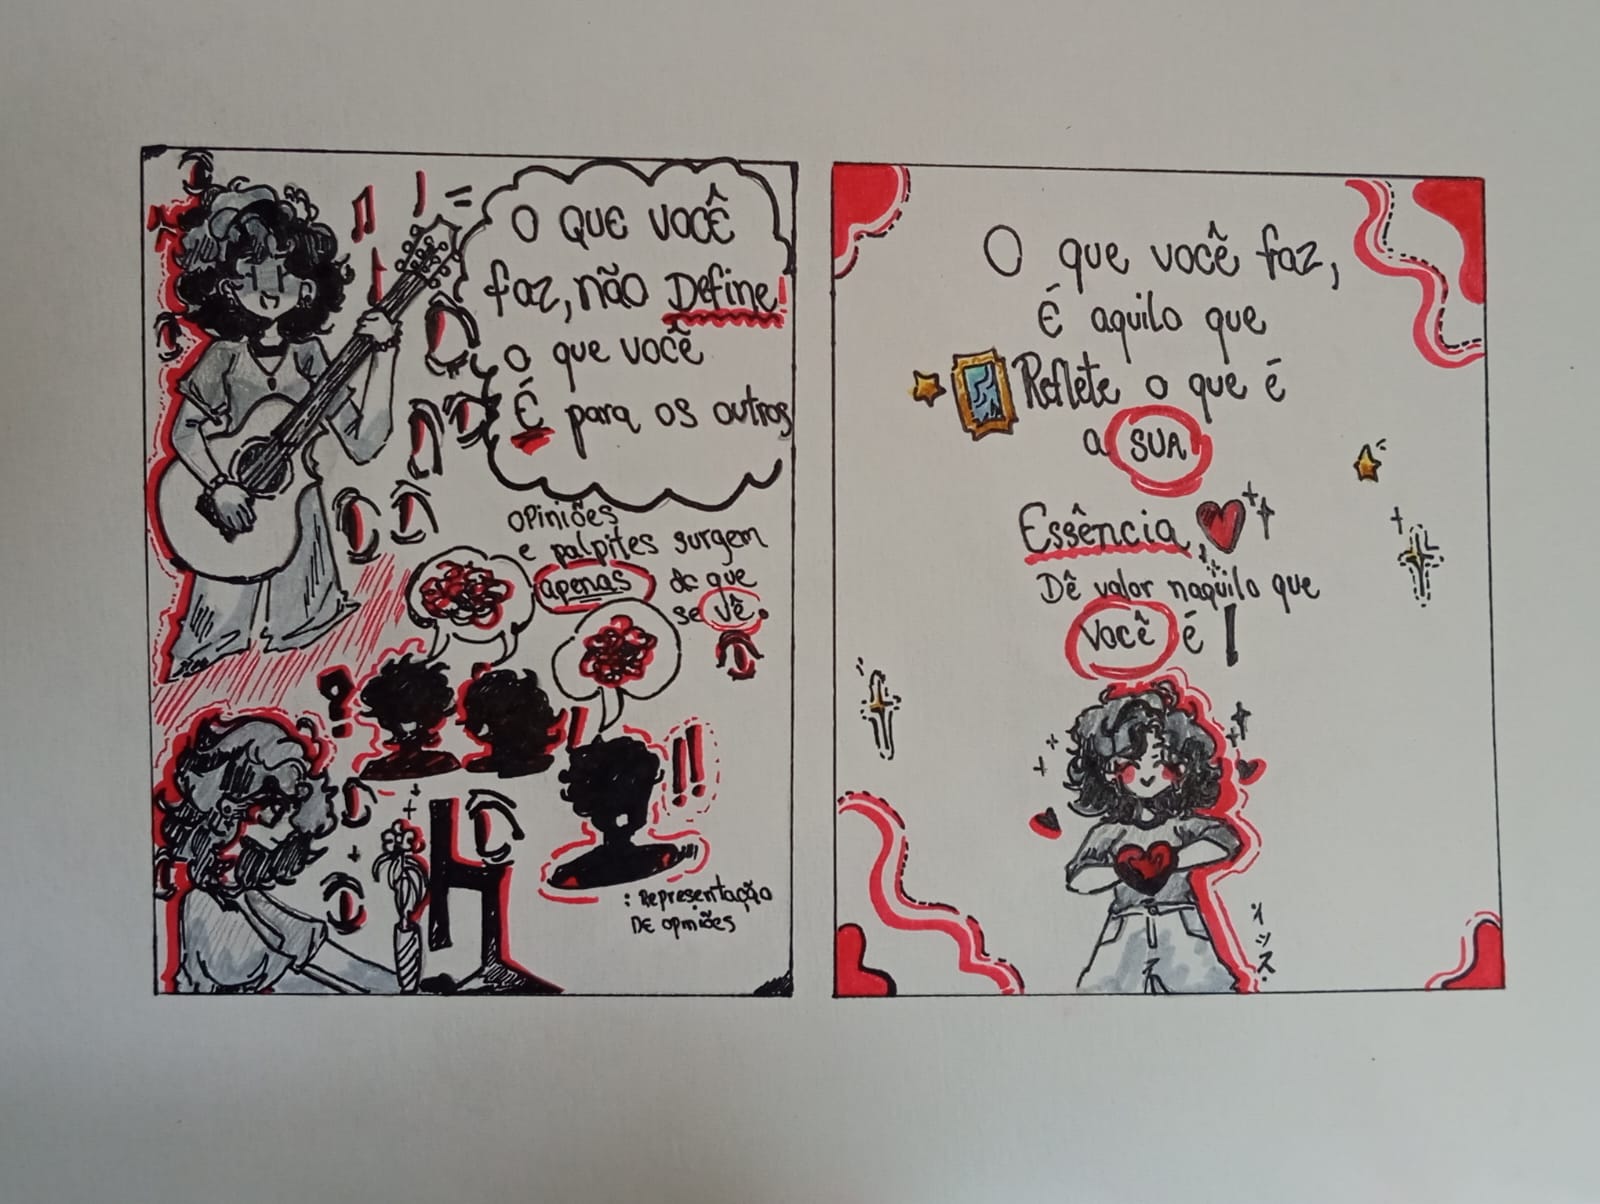 O QUE VOCÊ
faz, não Define!
o que você
É para os outros
OPiniões
e palpites surgem
apenas do que
se vê.
?
!!
: Representação
DE opiniões
O que você faz,
É aquilo que
Reflete o que é
a SUA
Essência
Dê valor naquilo que
você é !
イッス.